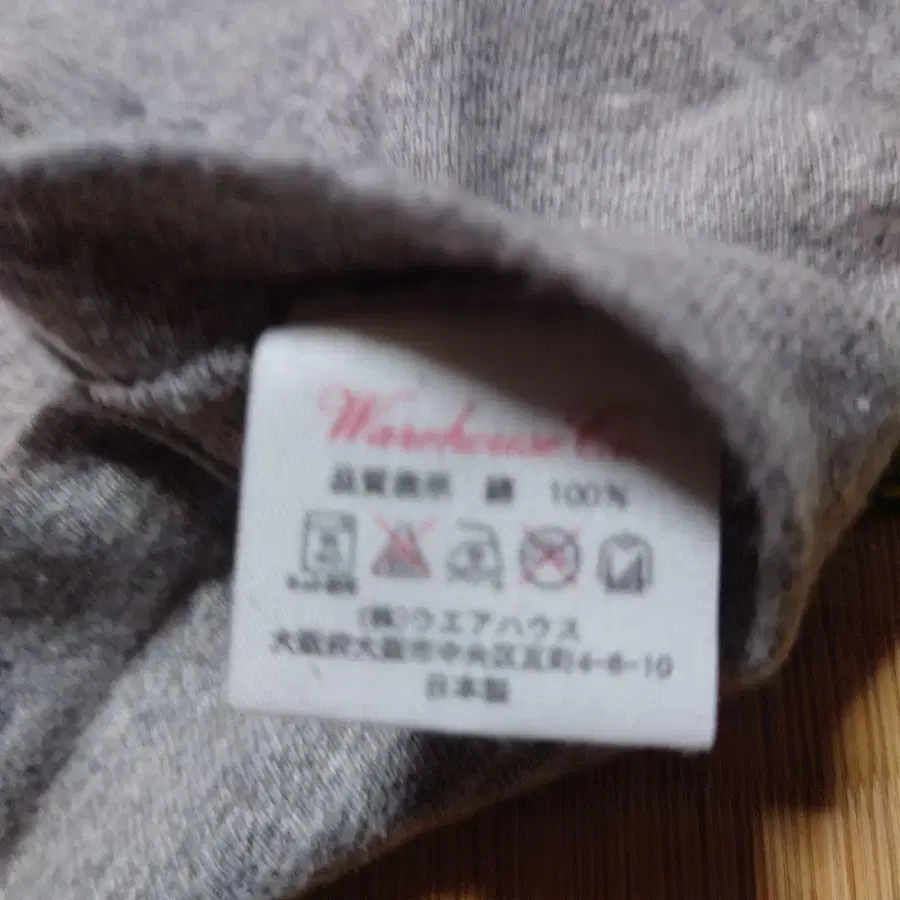 Warehouse Co.
品質表示 綿 100%
(株)ウエアハウス
大阪府大阪市中央区瓦町4-6-10
日本製